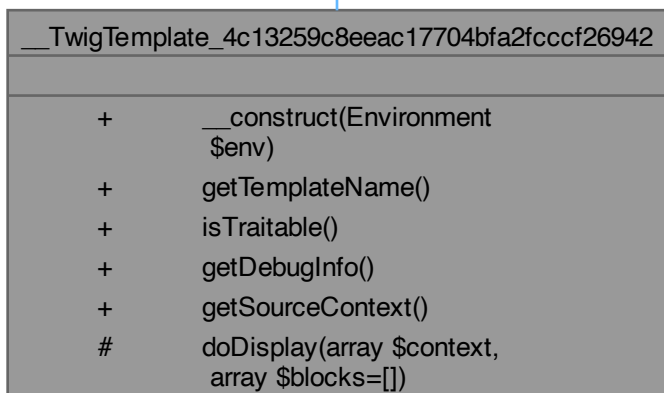 __TwigTemplate_4c13259c8eeac17704bfa2fcccf26942
+ __construct(Environment
$env)
+ getTemplateName()
+ isTraitable()
+ getDebugInfo()
+ getSourceContext()
# doDisplay(array $context,
array $blocks=[])